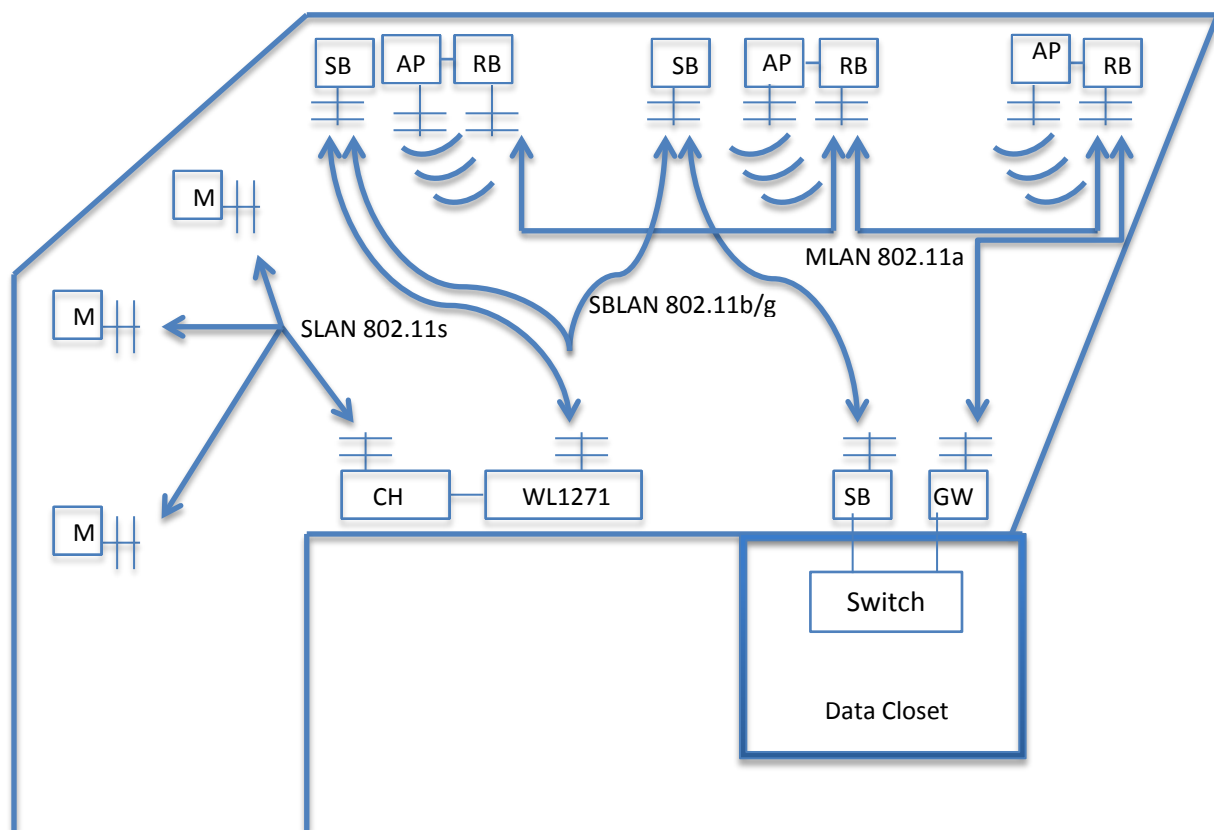 SB
AP
RB
SB
AP
RB
AP
RB
M
MLAN 802.11a
M
SBLAN 802.11b/g
SLAN 802.11s
CH
WL1271
SB
GW
M
Switch
Data Closet